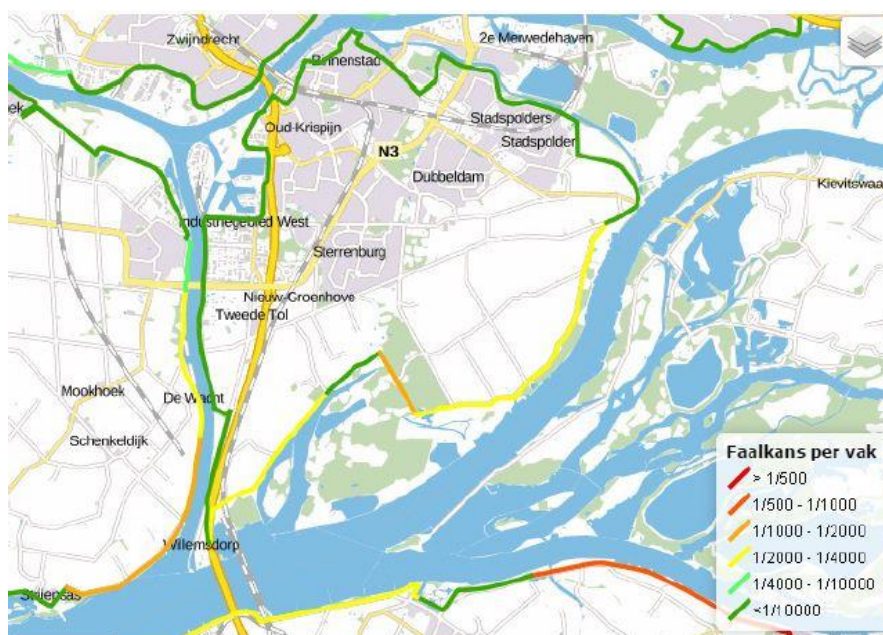 Zwijndrecht
2e Merwedehaven
Binnenstad
Oud-Krispijn
Stadspolders
N3
Stadspolder
Dubbeldam
Kievitswaa
Industriegebied West
Sterrenburg
Nieuw-Groenhove
Tweede Tol
Mookhoek
De Wacht
Schenkeldijk
Willemsdorp
Strijensas
Faalkans per vak
> 1/500
1/500 - 1/1000
1/1000 - 1/2000
1/2000 - 1/4000
1/4000 - 1/10000
<1/10000